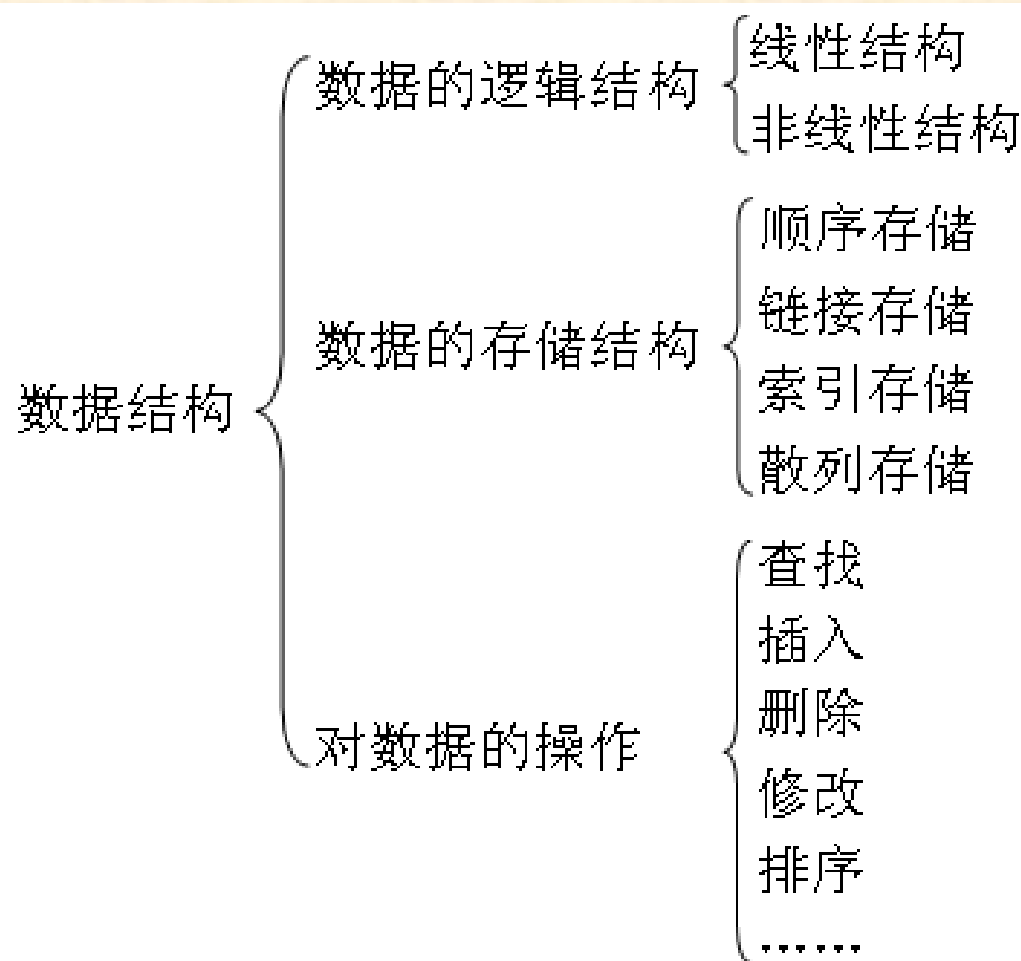 数据结构
数据的逻辑结构
线性结构
非线性结构
数据的存储结构
顺序存储
链接存储
索引存储
散列存储
对数据的操作
查找
插入
删除
修改
排序
……